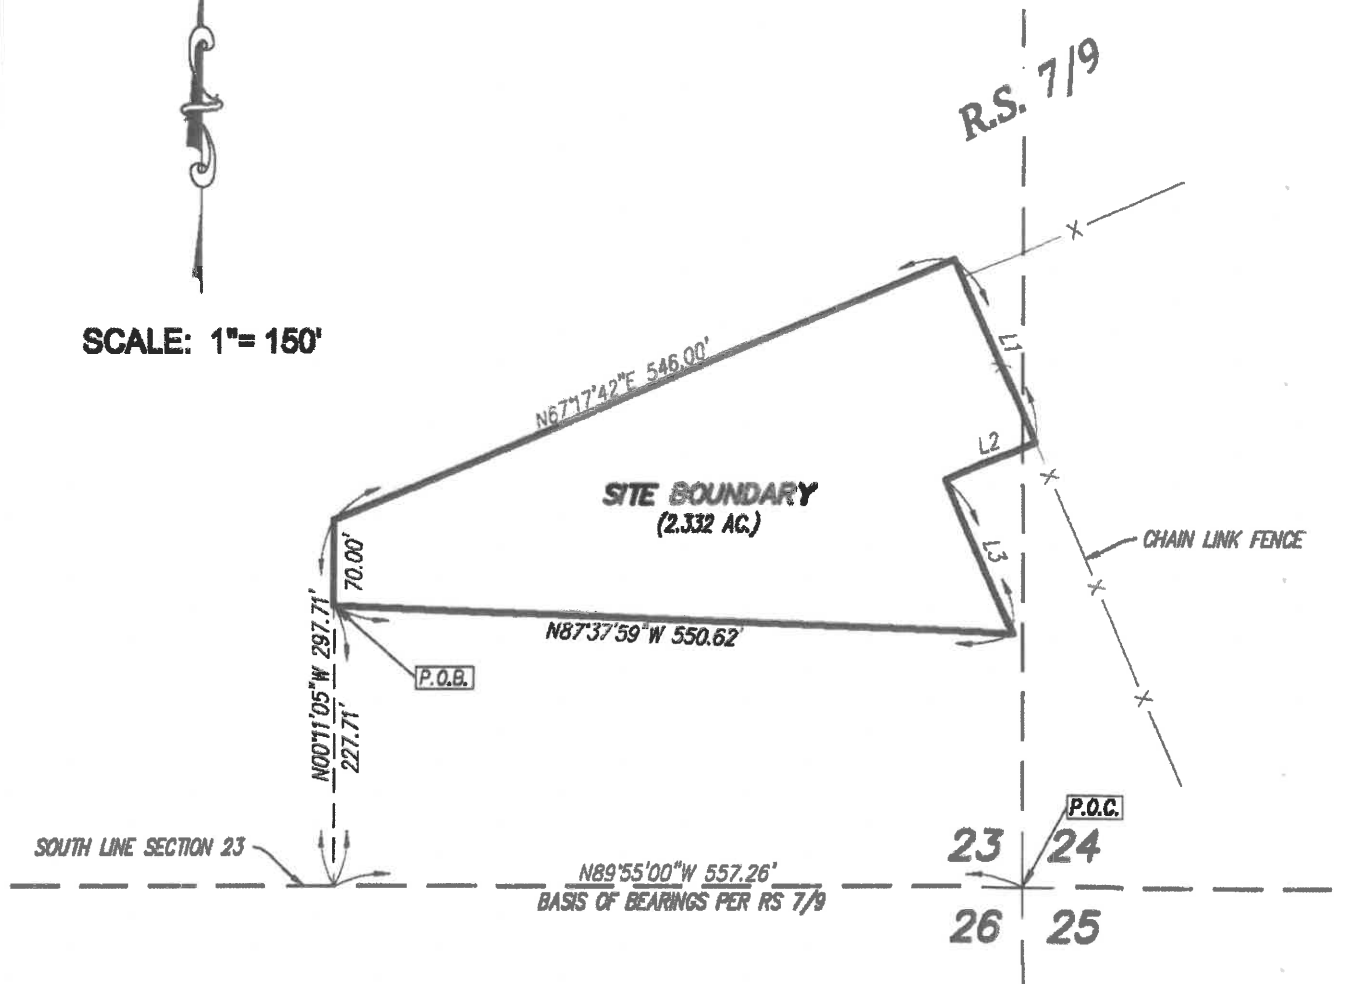 R.S. 7/9
SCALE: 1"= 150'
N67°17'42"E 546.00'
L1
L2
SITE BOUNDARY
(2.332 AC.)
L3
CHAIN LINK FENCE
70.00'
N87°37'59"W 550.62'
P.O.B.
N00°11'05"W 297.71'
227.71'
P.O.C.
SOUTH LINE SECTION 23
23 24
N89°55'00"W 557.26'
BASIS OF BEARINGS PER RS 7/9
26 25
X
X
X
X
X